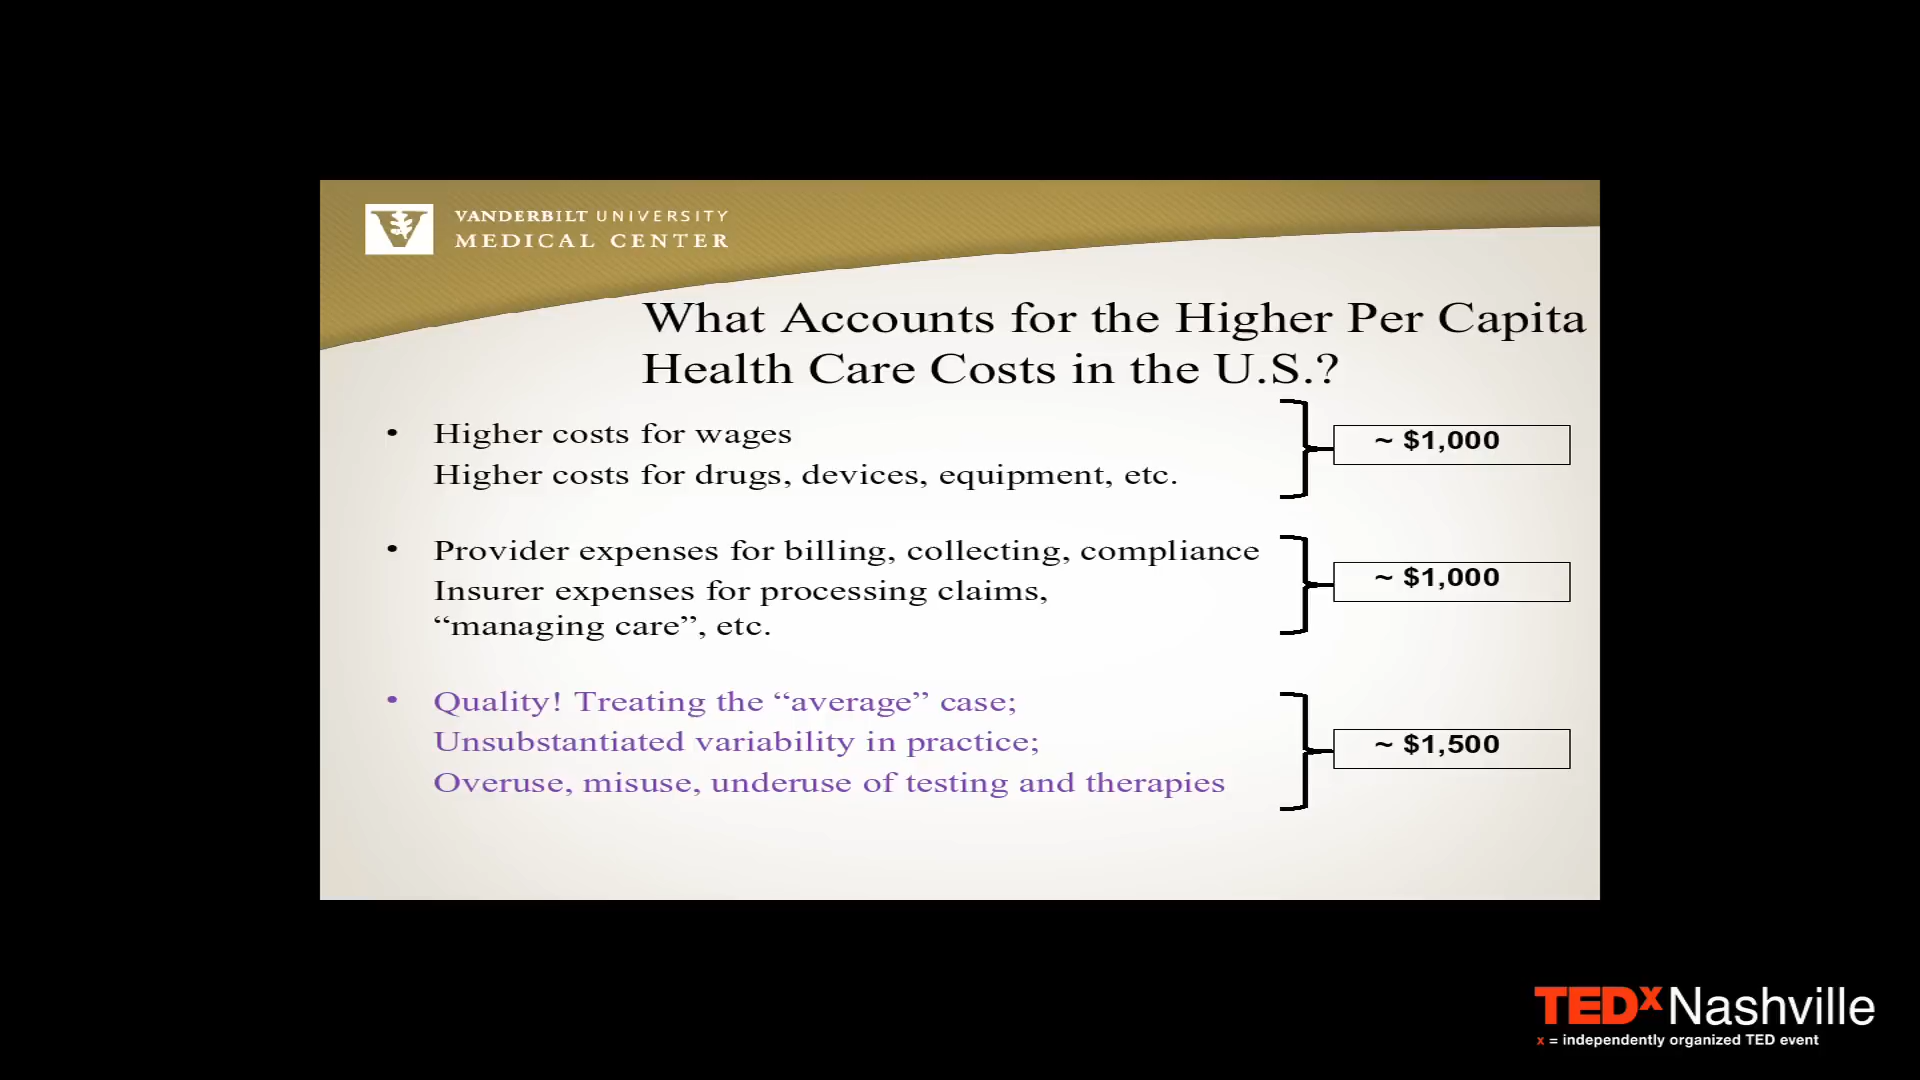 VANDERBILT UNIVERSITY
MEDICAL CENTER
What Accounts for the Higher Per Capita
Health Care Costs in the U.S.?
• Higher costs for wages
Higher costs for drugs, devices, equipment, etc.
~ $1,000
• Provider expenses for billing, collecting, compliance
Insurer expenses for processing claims,
“managing care”, etc.
~ $1,000
• Quality! Treating the “average” case;
Unsubstantiated variability in practice;
Overuse, misuse, underuse of testing and therapies
~ $1,500
TEDxNashville
x = independently organized TED event